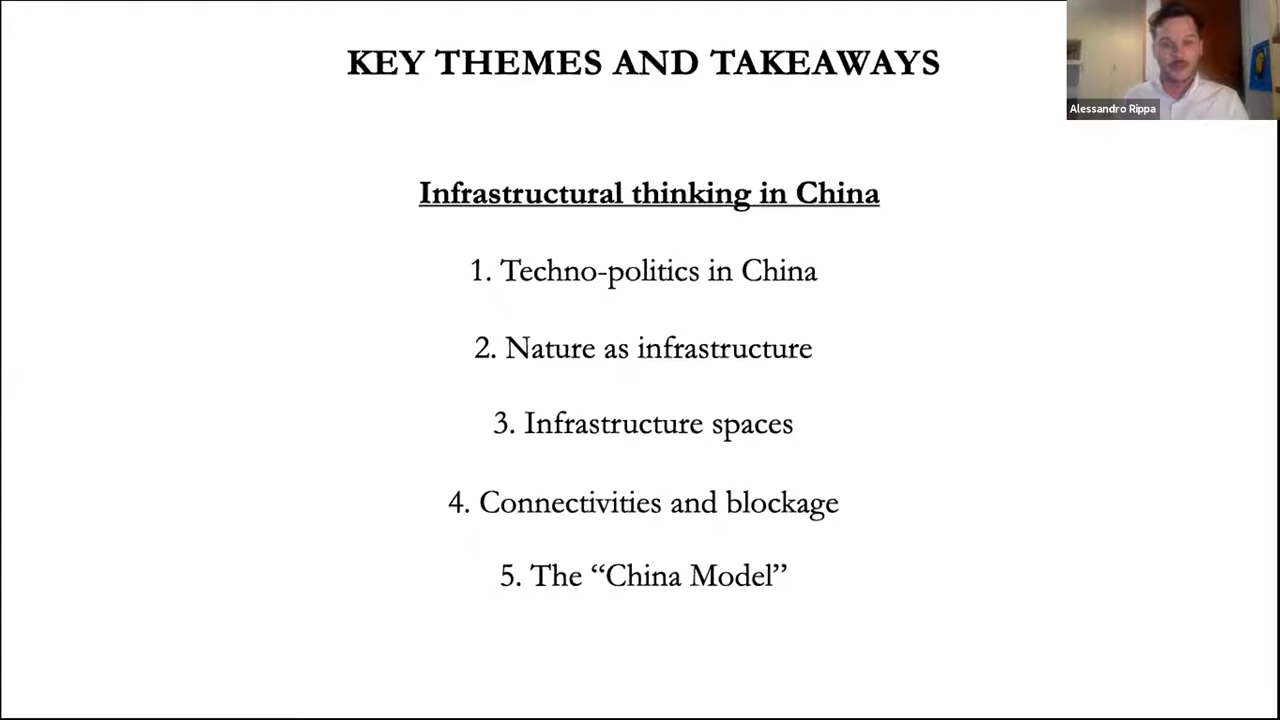 KEY THEMES AND TAKEAWAYS
Alessandro Rippa
Infrastructural thinking in China
1. Techno-politics in China
2. Nature as infrastructure
3. Infrastructure spaces
4. Connectivities and blockage
5. The “China Model”